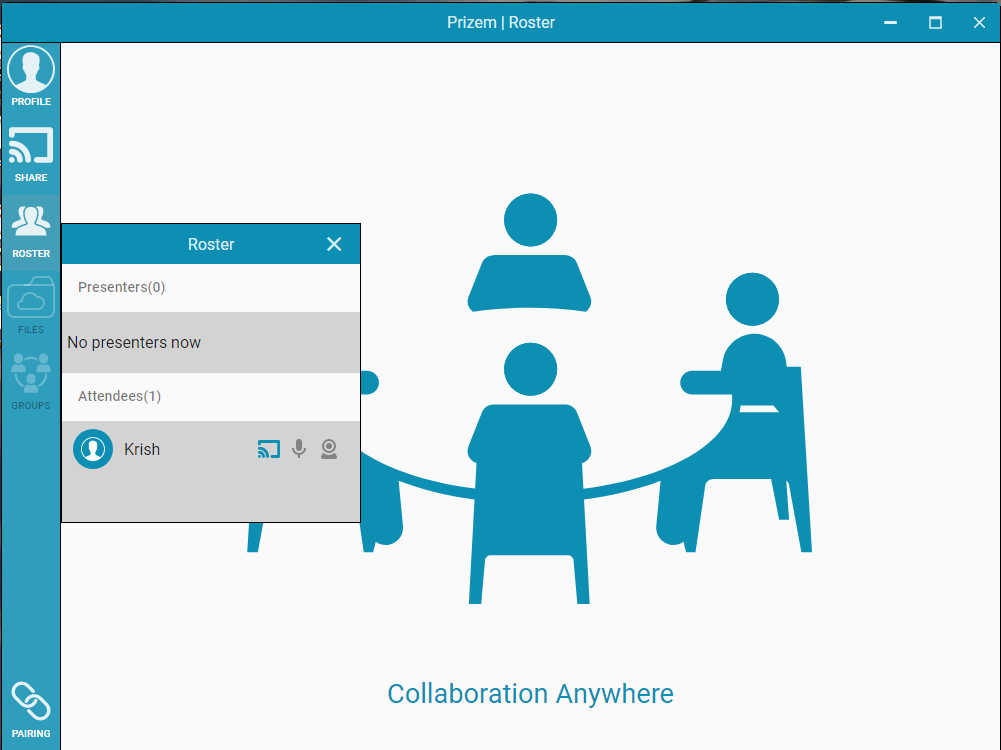 Prizem | Roster
PROFILE
SHARE
ROSTER
FILES
GROUPS
PAIRING
Roster
Presenters(0)
No presenters now
Attendees(1)
Krish
Collaboration Anywhere